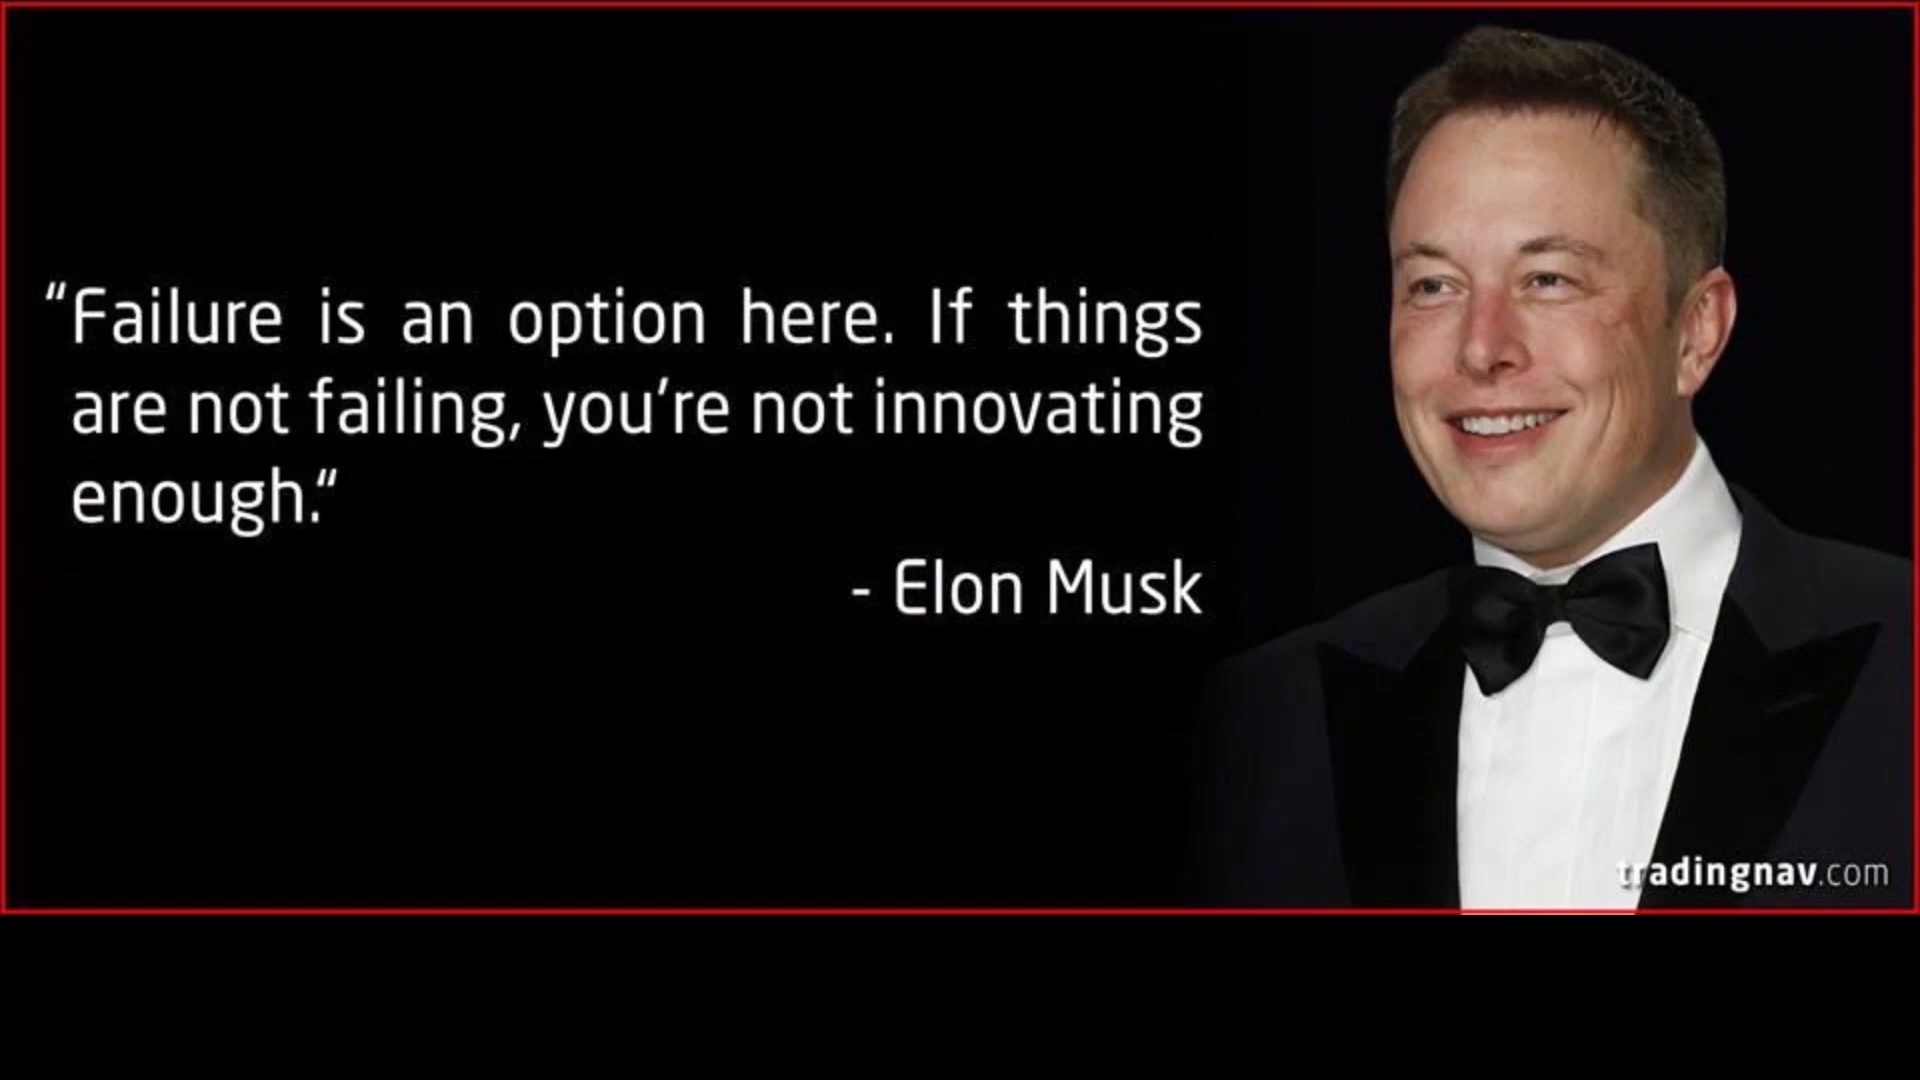 “Failure is an option here. If things
are not failing, you’re not innovating
enough.“
- Elon Musk
tradingnav.com